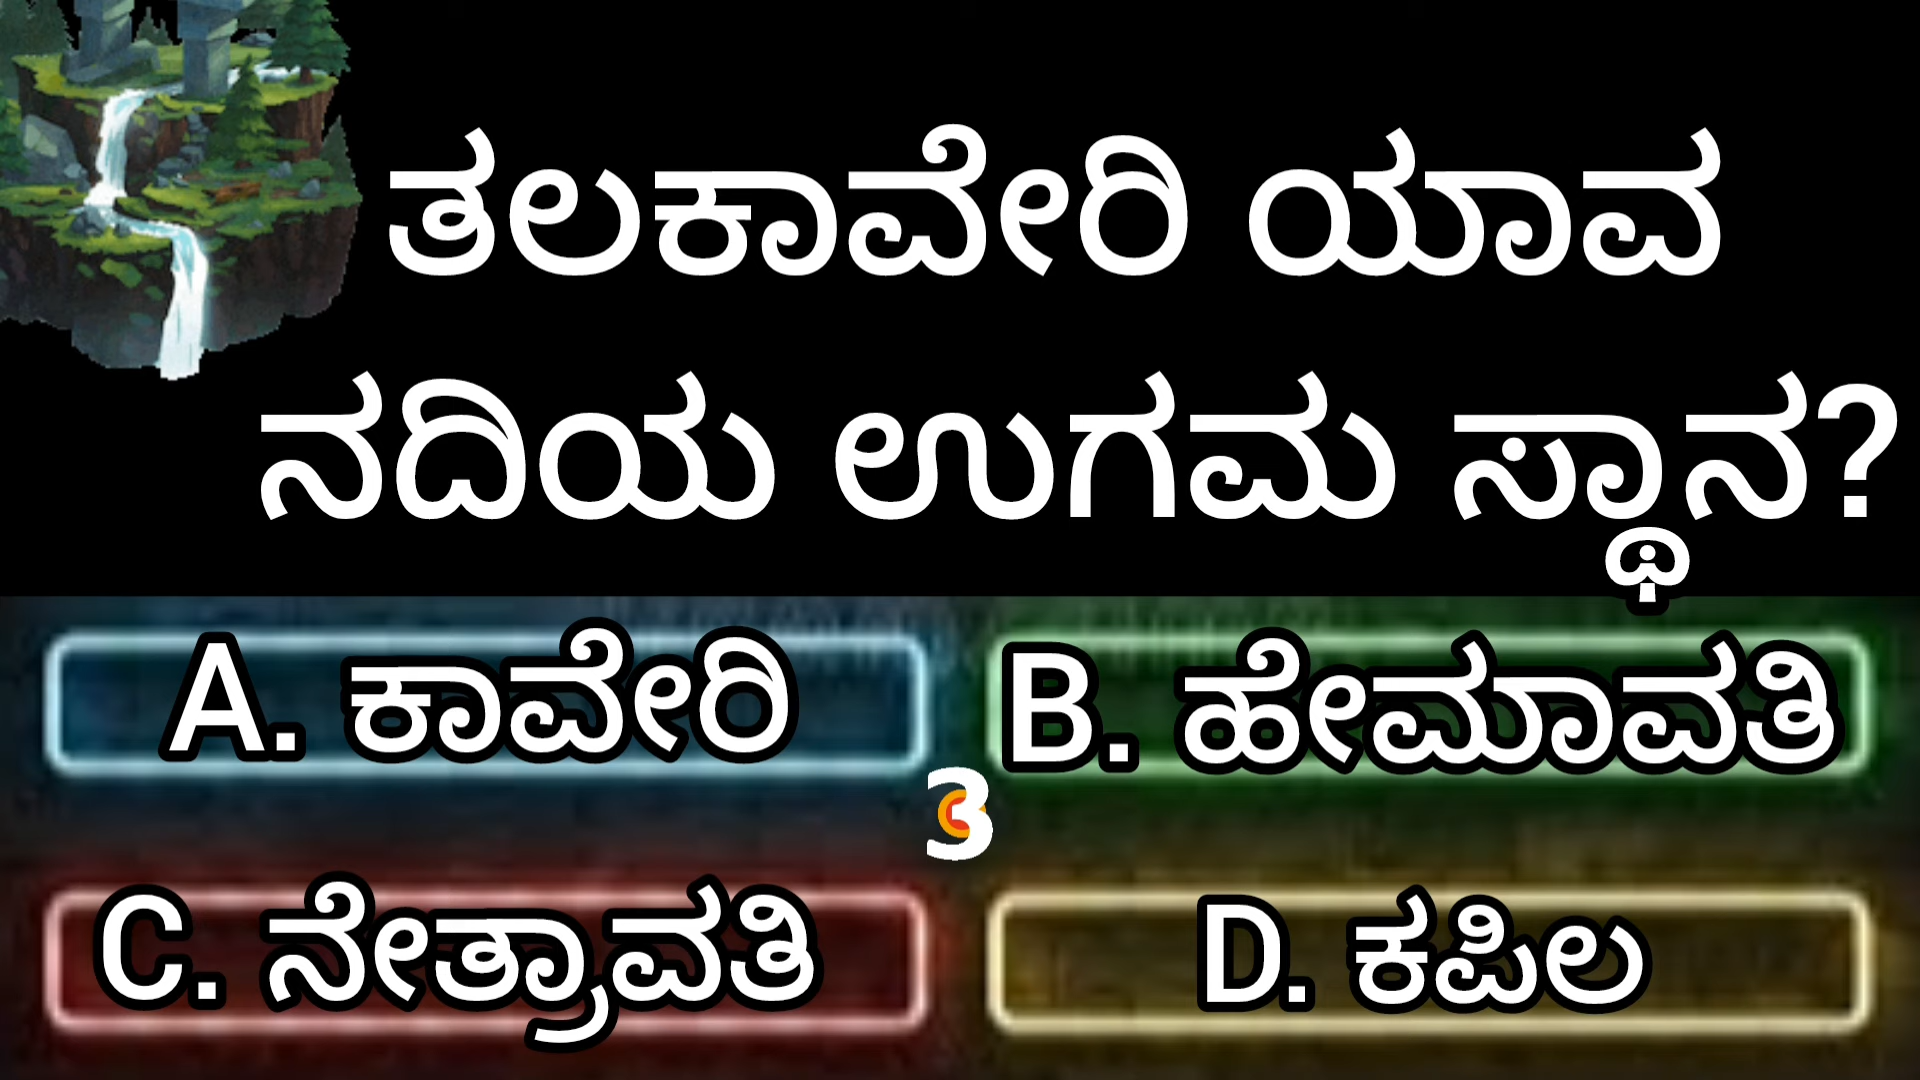 ತಲಕಾವೇರಿ ಯಾವ
ನದಿಯ ಉಗಮ ಸ್ಥಾನ?
A. ಕಾವೇರಿ
B. ಹೇಮಾವತಿ
3
C. ನೇತ್ರಾವತಿ
D. ಕಪಿಲ